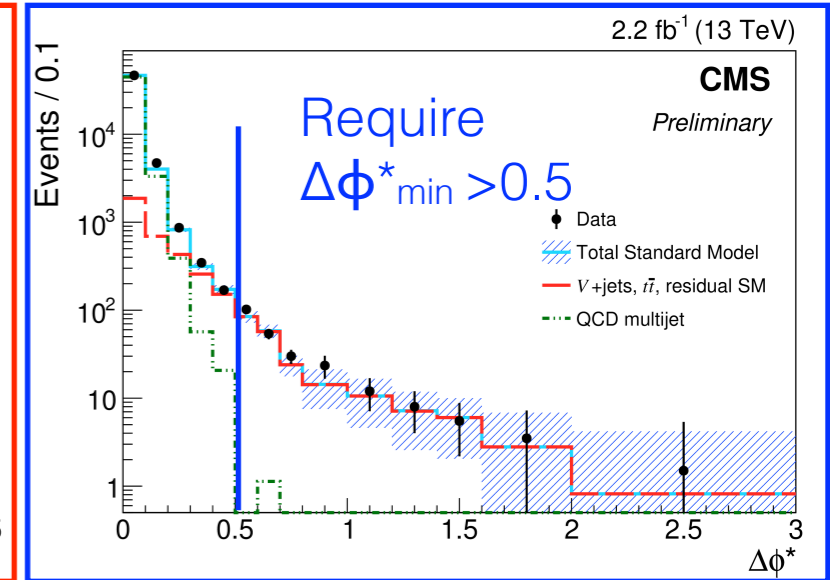 2.2 fb⁻¹ (13 TeV)
Events / 0.1
CMS
Preliminary
Require
Δϕ*min >0.5
Data
Total Standard Model
V+jets, tt̄, residual SM
QCD multijet
10⁴
10³
10²
10
1
0 0.5 1 1.5 2 2.5 3
Δϕ*